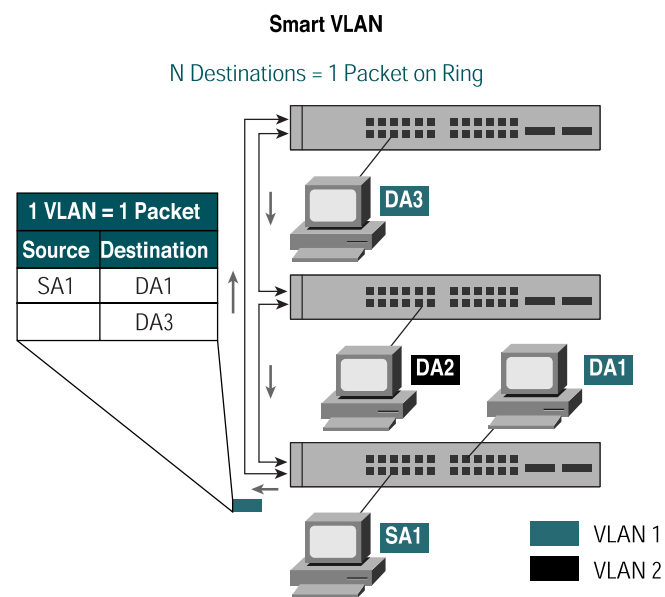 Smart VLAN
N Destinations = 1 Packet on Ring
DA3
1 VLAN = 1 Packet
Source Destination
SA1 DA1
DA3
DA2
DA1
SA1
VLAN 1
VLAN 2